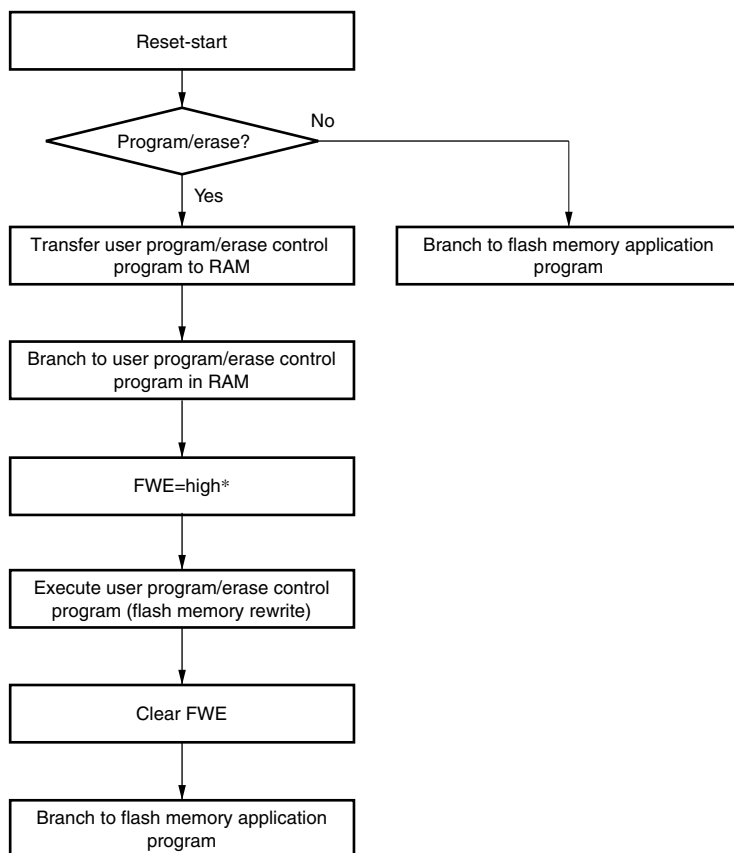 Reset-start
Program/erase?
No
Yes
Transfer user program/erase control
program to RAM
Branch to flash memory application
program
Branch to user program/erase control
program in RAM
FWE=high*
Execute user program/erase control
program (flash memory rewrite)
Clear FWE
Branch to flash memory application
program